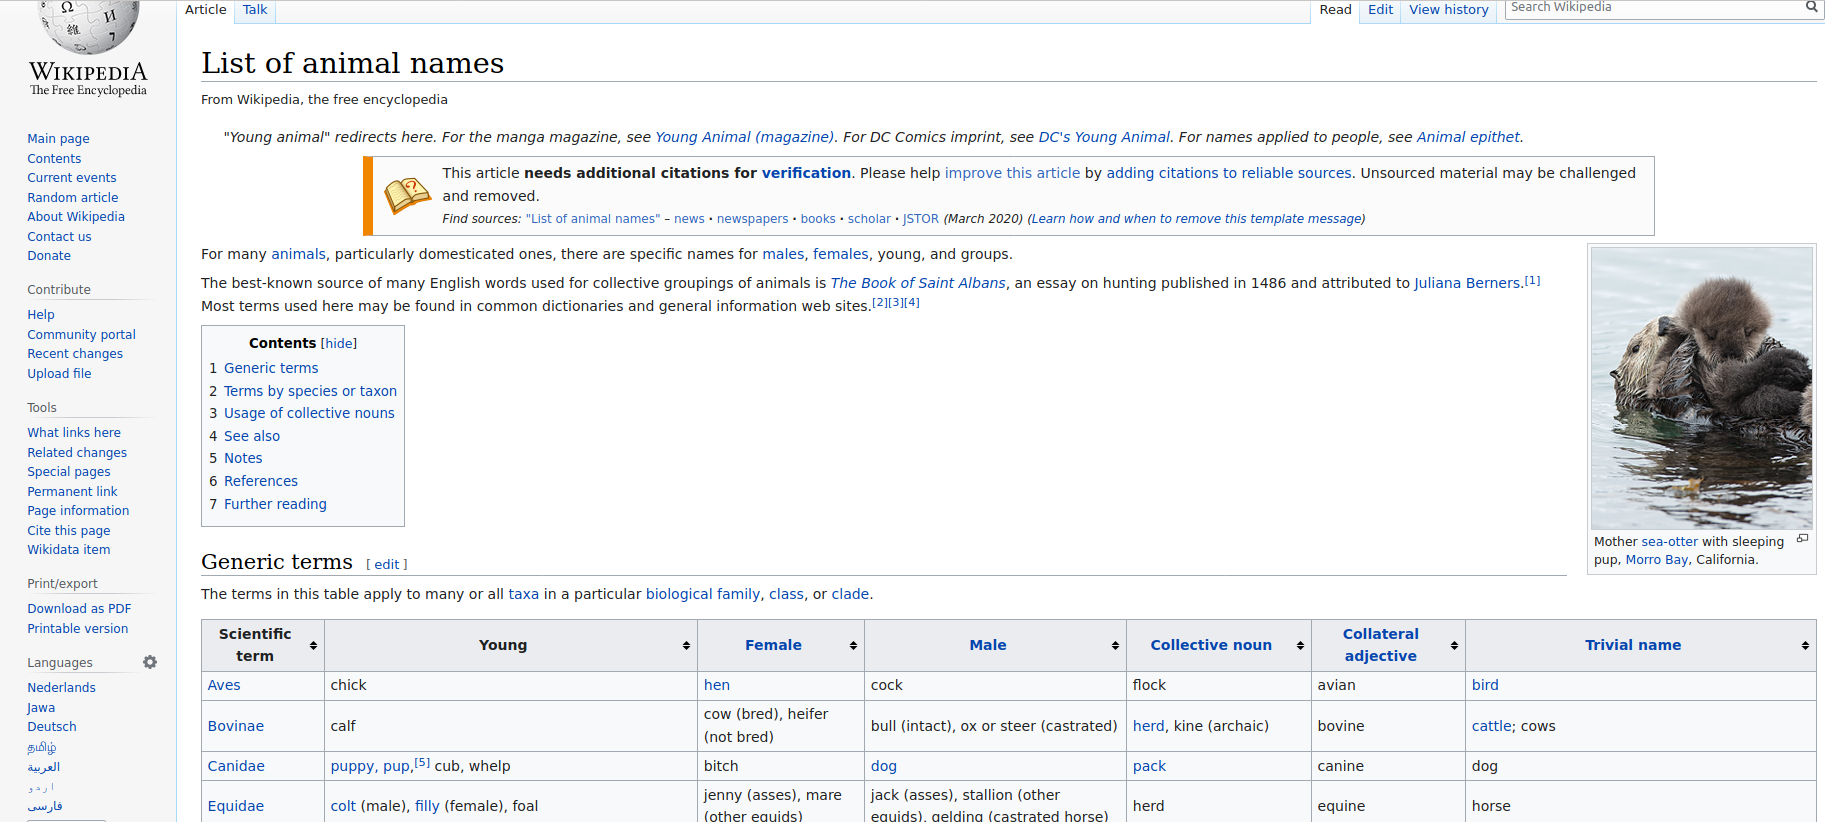 Ω
И
維
WIKIPEDIA
The Free Encyclopedia
Main page
Contents
Current events
Random article
About Wikipedia
Contact us
Donate
Contribute
Help
Community portal
Recent changes
Upload file
Tools
What links here
Related changes
Special pages
Permanent link
Page information
Cite this page
Wikidata item
Print/export
Download as PDF
Printable version
Languages
Nederlands
Jawa
Deutsch
தமிழ்
العربية
اردو
فارسی
Article Talk Read Edit View history Search Wikipedia
List of animal names
From Wikipedia, the free encyclopedia
"Young animal" redirects here. For the manga magazine, see Young Animal (magazine). For DC Comics imprint, see DC's Young Animal. For names applied to people, see Animal epithet.
This article needs additional citations for verification. Please help improve this article by adding citations to reliable sources. Unsourced material may be challenged
and removed.
Find sources: "List of animal names" – news · newspapers · books · scholar · JSTOR (March 2020) (Learn how and when to remove this template message)
For many animals, particularly domesticated ones, there are specific names for males, females, young, and groups.
The best-known source of many English words used for collective groupings of animals is The Book of Saint Albans, an essay on hunting published in 1486 and attributed to Juliana Berners.[1]
Most terms used here may be found in common dictionaries and general information web sites.[2][3][4]
Mother sea-otter with sleeping
pup, Morro Bay, California.
Contents [hide]
1 Generic terms
2 Terms by species or taxon
3 Usage of collective nouns
4 See also
5 Notes
6 References
7 Further reading
Generic terms [ edit ]
The terms in this table apply to many or all taxa in a particular biological family, class, or clade.
Scientific
term
Young
Female
Male
Collective noun
Collateral
adjective
Trivial name
Aves chick hen cock flock avian bird
Bovinae calf
cow (bred), heifer
(not bred)
bull (intact), ox or steer (castrated) herd, kine (archaic) bovine cattle; cows
Canidae puppy, pup,[5] cub, whelp bitch dog pack canine dog
Equidae colt (male), filly (female), foal
jenny (asses), mare
(other equids)
jack (asses), stallion (other
equids), gelding (castrated horse)
herd equine horse